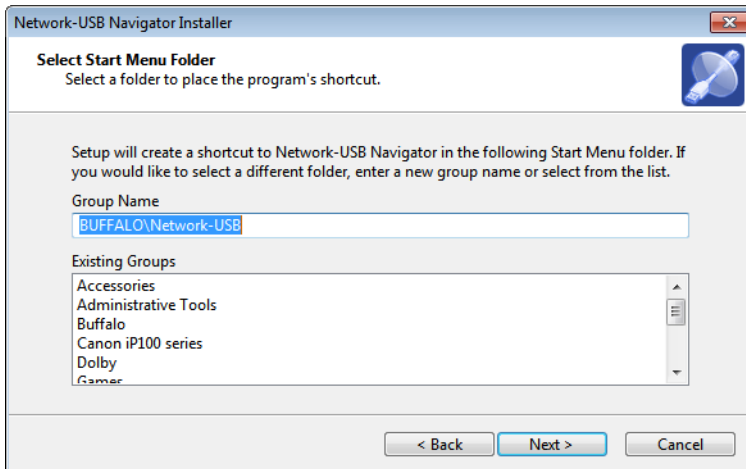 Network-USB Navigator Installer
Select Start Menu Folder
Select a folder to place the program's shortcut.
Setup will create a shortcut to Network-USB Navigator in the following Start Menu folder. If
you would like to select a different folder, enter a new group name or select from the list.
Group Name
BUFFALO\Network-USB
Existing Groups
Accessories
Administrative Tools
Buffalo
Canon iP100 series
Dolby
Games
< Back
Next >
Cancel